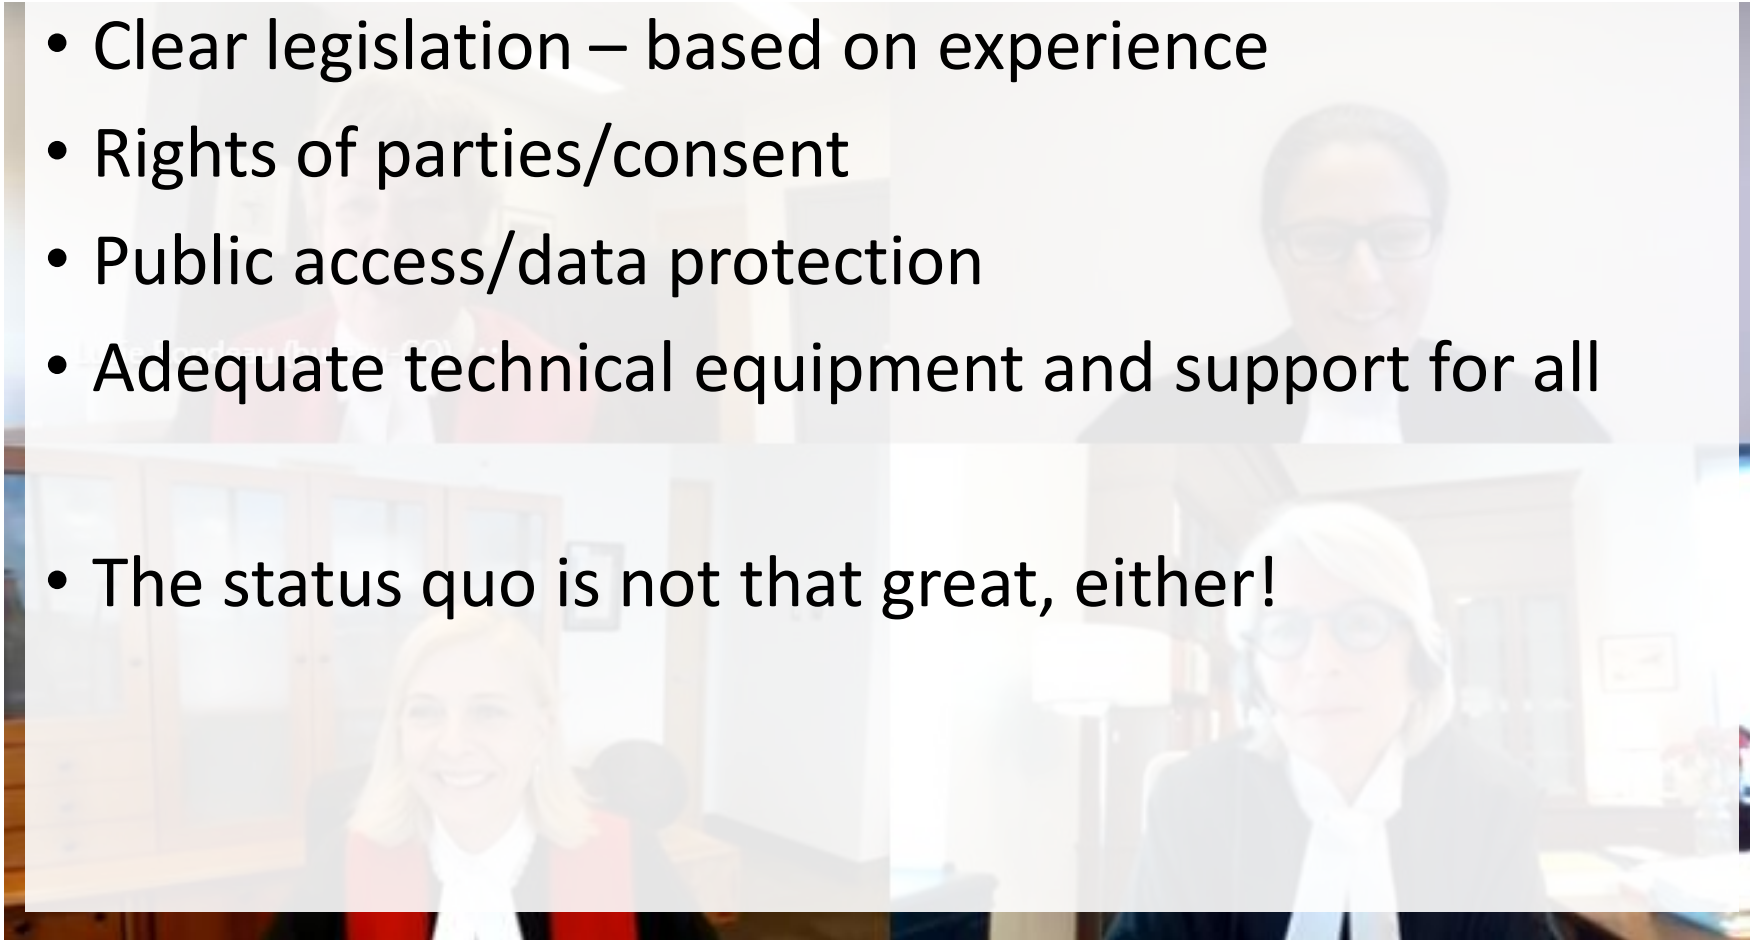 • Clear legislation – based on experience
• Rights of parties/consent
• Public access/data protection
• Adequate technical equipment and support for all
• The status quo is not that great, either!